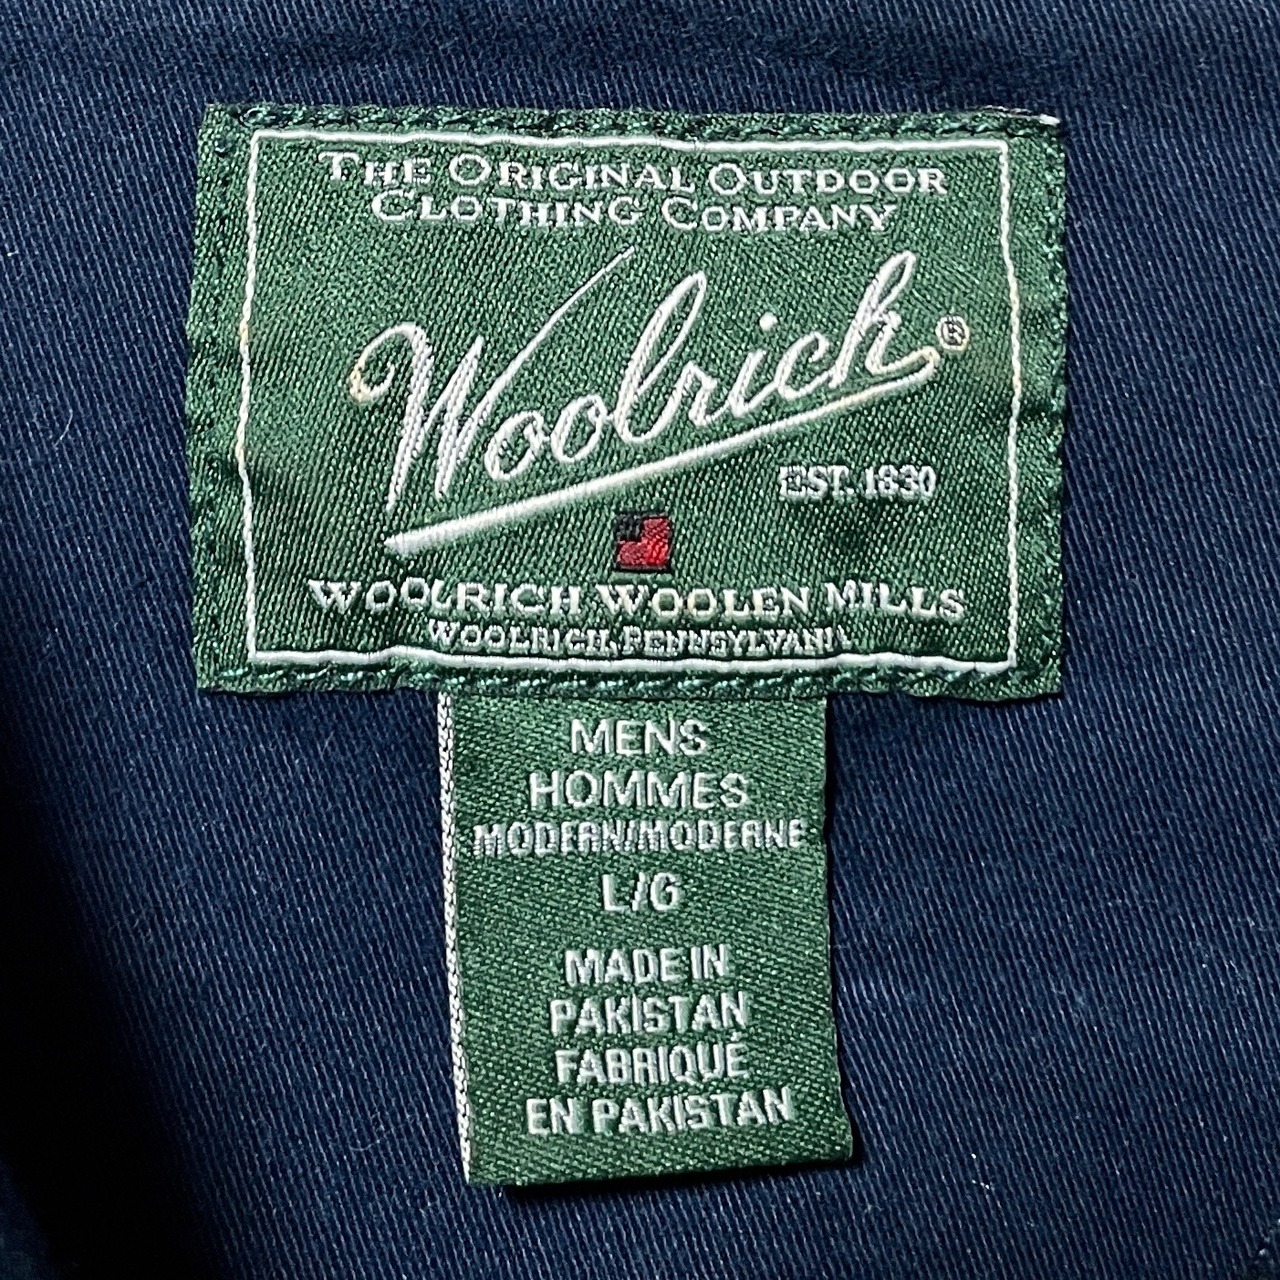 THE ORIGINAL OUTDOOR
CLOTHING COMPANY
Woolrich®
EST. 1830
WOOLRICH WOOLEN MILLS
WOOLRICH, PENNSYLVANIA
MENS
HOMMES
MODERN/MODERNE
L/G
MADE IN
PAKISTAN
FABRIQUÉ
EN PAKISTAN